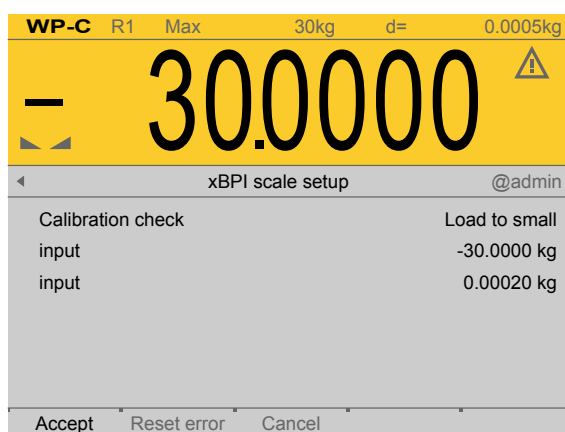 WP-C R1 Max 30kg d= 0.0005kg
– 30.0000
xBPI scale setup @admin
Calibration check Load to small
input -30.0000 kg
input 0.00020 kg
Accept Reset error Cancel